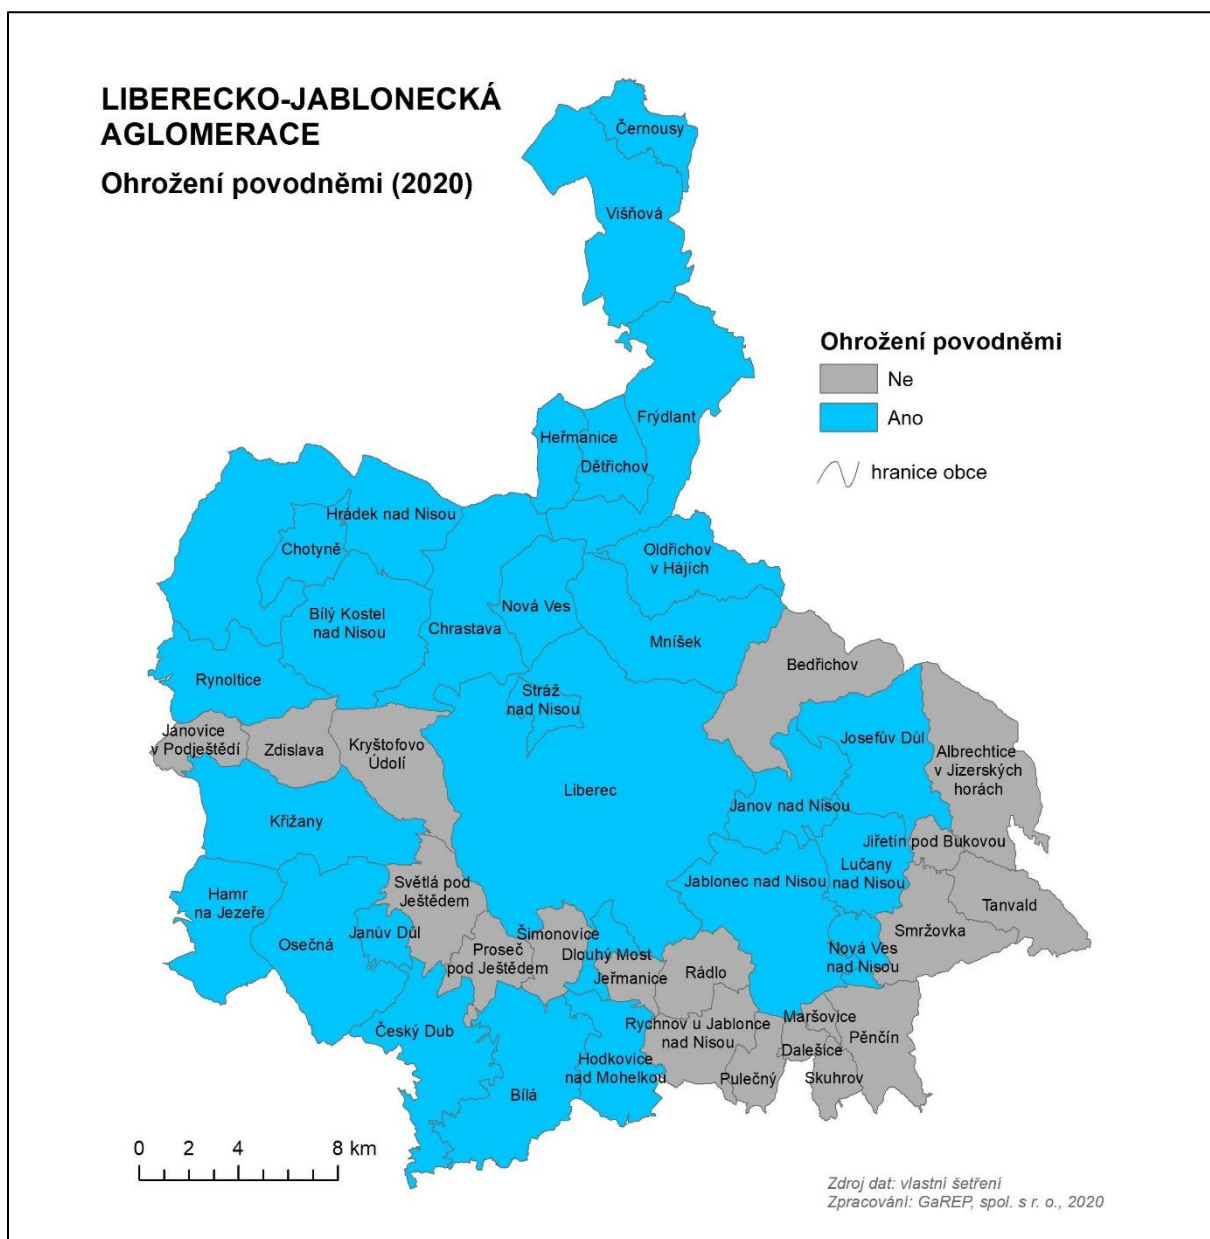 LIBERECKO-JABLONECKÁ
AGLOMERACE
Ohrožení povodněmi (2020)
Černousy
Višňová
Ohrožení povodněmi
Ne
Ano
hranice obce
Frýdlant
Heřmanice
Dětřichov
Hrádek nad Nisou
Chotyně
Oldřichov
v Hájích
Nová Ves
Bílý Kostel
nad Nisou
Chrastava
Mníšek
Bedřichov
Rynoltice
Stráž
nad Nisou
Janovice
v Podještědí
Zdislava
Kryštofovo
Údolí
Josefův Důl
Albrechtice
v Jizerských
horách
Liberec
Janov nad Nisou
Křižany
Jiřetín pod Bukovou
Lučany
nad Nisou
Jablonec nad Nisou
Světlá pod
Ještědem
Hamr
na Jezeře
Tanvald
Smržovka
Janův Důl
Osečná
Šimonovice
Proseč
pod Ještědem
Dlouhý Most
Nová Ves
nad Nisou
Jeřmanice
Rádlo
Maršovice
Rychnov u Jablonce
nad Nisou
Český Dub
Pěnčín
Dalešice
Hodkovice
nad Mohelkou
Pulečný
Skuhrov
Bílá
0 2 4 8 km
Zdroj dat: vlastní šetření
Zpracování: GaREP, spol. s r. o., 2020